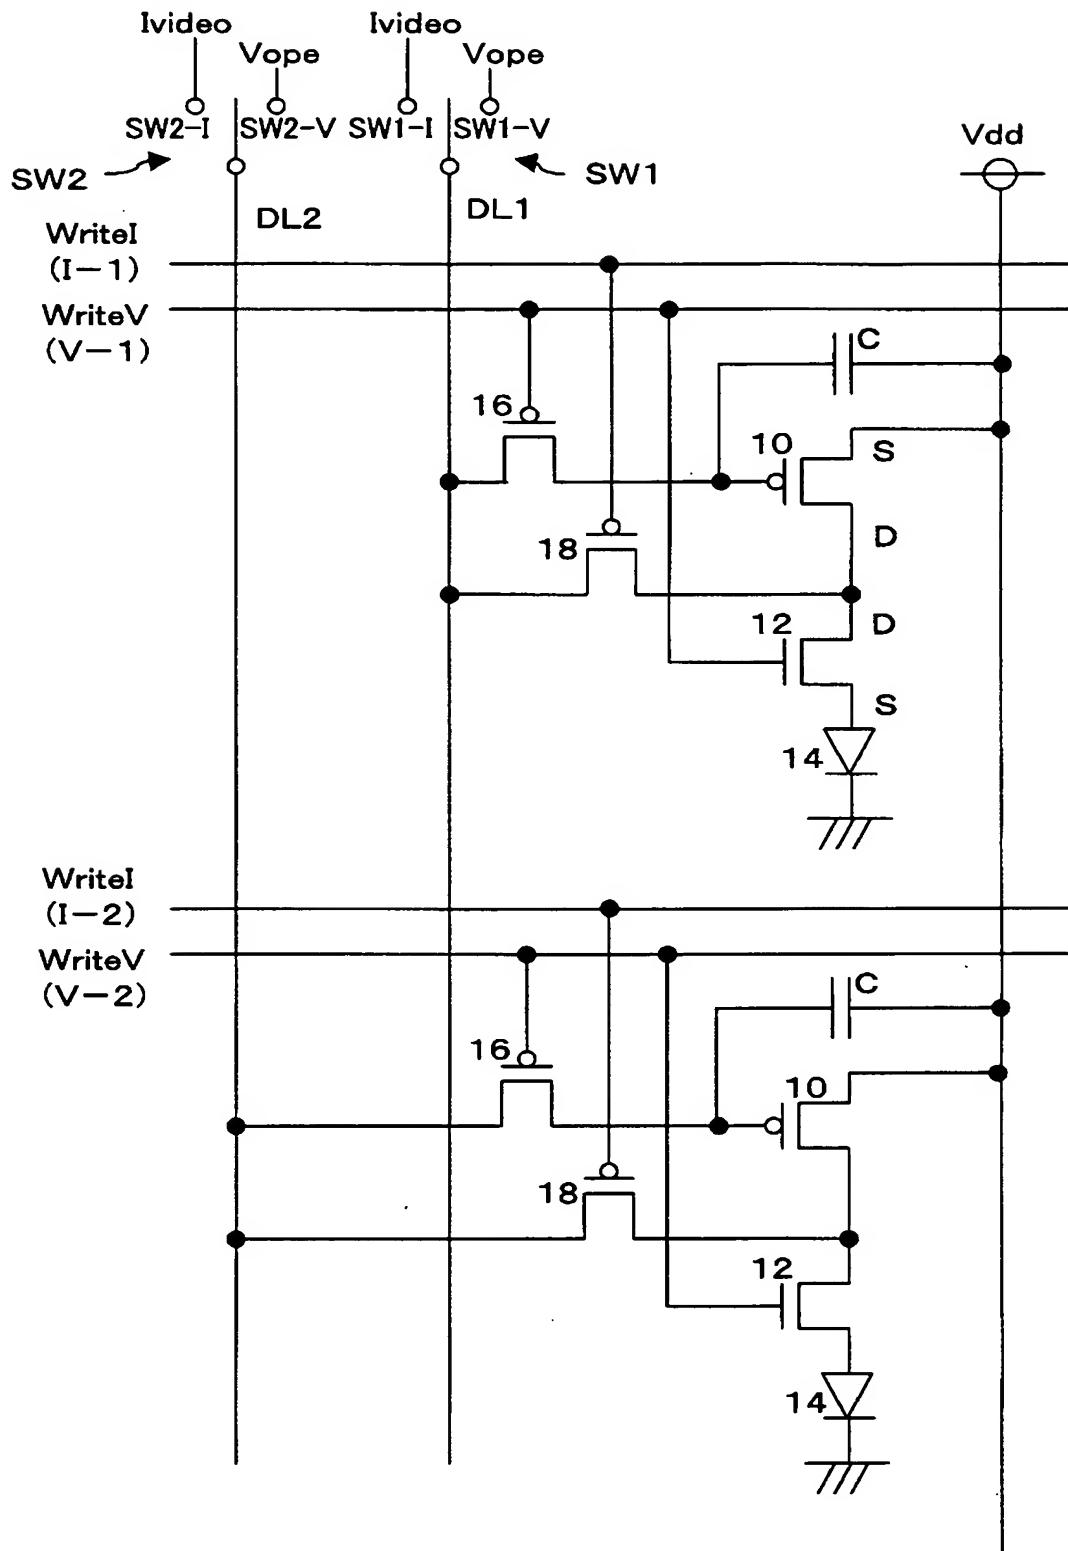 Ivideo Ivideo
Vope Vope
SW2-I SW2-V SW1-I SW1-V
Vdd
SW2 SW1
DL2 DL1
WriteI
(I-1)
WriteV
(V-1)
C
16
10 S
18 D
12 D
S
14
WriteI
(I-2)
WriteV
(V-2)
C
16
10
18
12
14